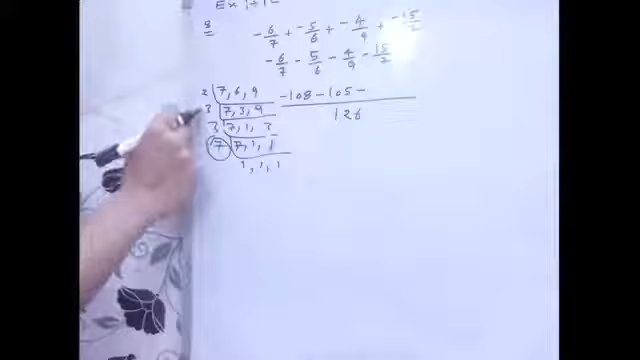 Ex 1.12
8
-6/7 + -5/6 + -4/9 + -15/2
-6/7 - 5/6 - 4/9 - 15/2
2 | 7, 6, 9
-108 - 105 -
3 | 7, 3, 9
126
3 | 7, 1, 3
7 | 7, 1, 1
1, 1, 1